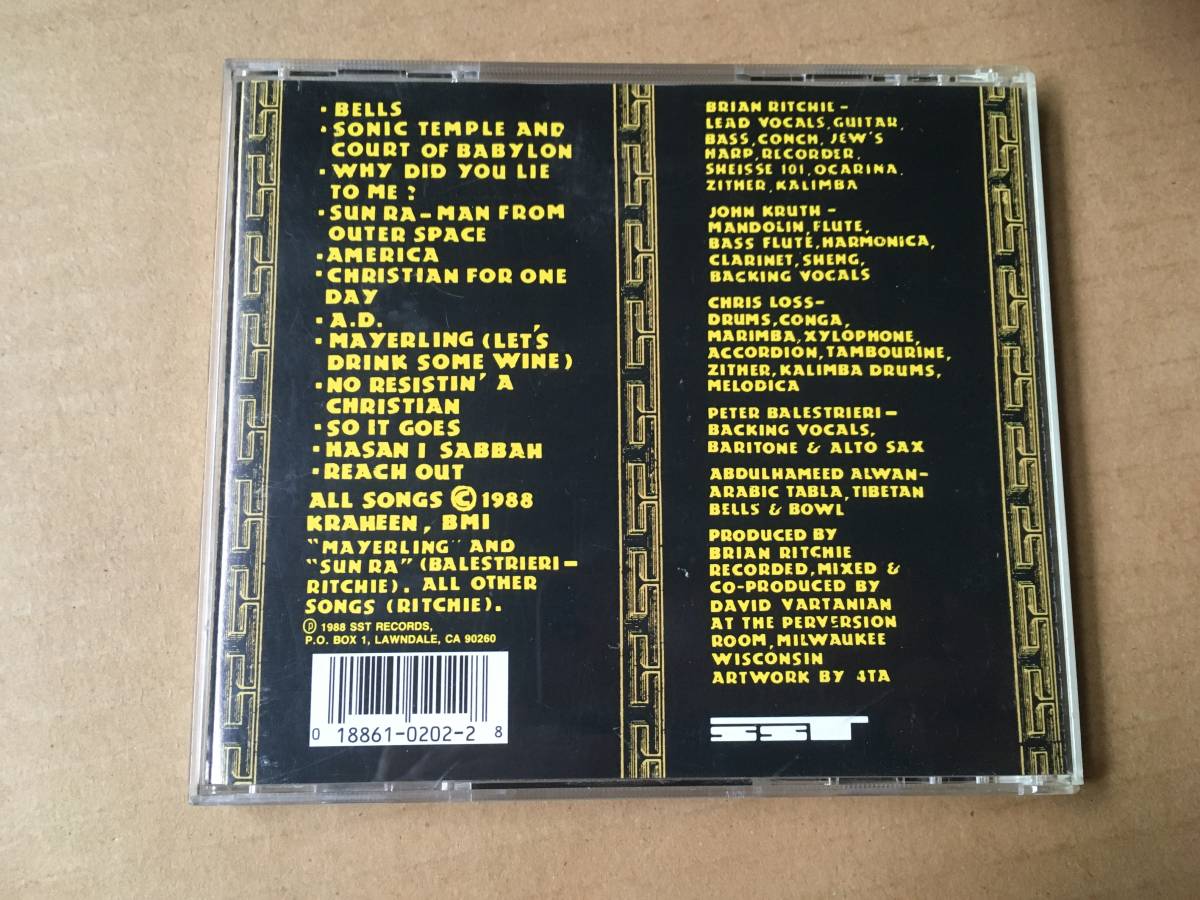 · BELLS
· SONIC TEMPLE AND
COURT OF BABYLON
· WHY DID YOU LIE
TO ME?
· SUN RA-MAN FROM
OUTER SPACE
· AMERICA
· CHRISTIAN FOR ONE
DAY
· A.D.
· MAYERLING (LET'S
DRINK SOME WINE)
· NO RESISTIN' A
CHRISTIAN
· SO IT GOES
· HASAN I SABBAH
· REACH OUT
ALL SONGS © 1988
KRAHEEN, BMI
"MAYERLING" AND
"SUN RA" (BALESTRIERI-
RITCHIE). ALL OTHER
SONGS (RITCHIE).
℗ 1988 SST RECORDS,
P.O. BOX 1, LAWNDALE, CA 90260
0 18861-0202-2 8
BRIAN RITCHIE -
LEAD VOCALS, GUITAR,
BASS, CONCH, JEW'S
HARP, RECORDER,
SHEISSE 101, OCARINA,
ZITHER, KALIMBA
JOHN KRUTH -
MANDOLIN, FLUTE,
BASS FLUTE, HARMONICA,
CLARINET, SHENG,
BACKING VOCALS
CHRIS LOSS-
DRUMS, CONGA,
MARIMBA, XYLOPHONE,
ACCORDION, TAMBOURINE,
ZITHER, KALIMBA DRUMS,
MELODICA
PETER BALESTRIERI-
BACKING VOCALS,
BARITONE & ALTO SAX
ABDULHAMEED ALWAN-
ARABIC TABLA, TIBETAN
BELLS & BOWL
PRODUCED BY
BRIAN RITCHIE
RECORDED, MIXED &
CO-PRODUCED BY
DAVID VARTANIAN
AT THE PERVERSION
ROOM, MILWAUKEE
WISCONSIN
ARTWORK BY 4TA
SST